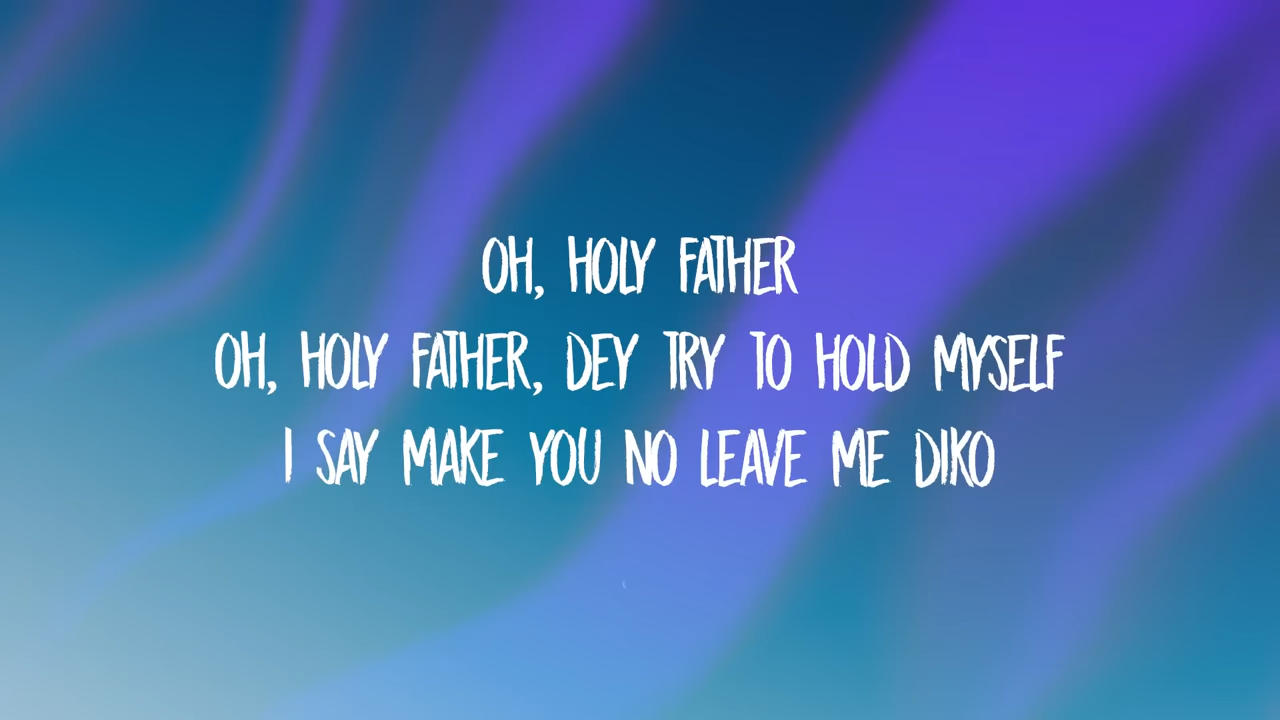 OH, HOLY FATHER
OH, HOLY FATHER, DEY TRY TO HOLD MYSELF
I SAY MAKE YOU NO LEAVE ME DIKO